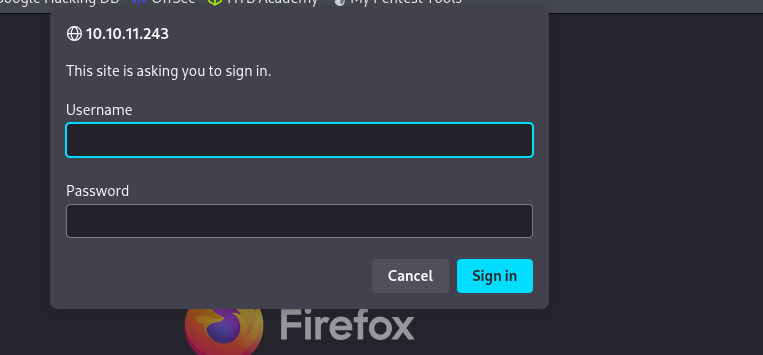 Google Hacking DB OffSec HTB Academy My Pentest Tools
10.10.11.243
This site is asking you to sign in.
Username
Password
Cancel Sign in
Firefox